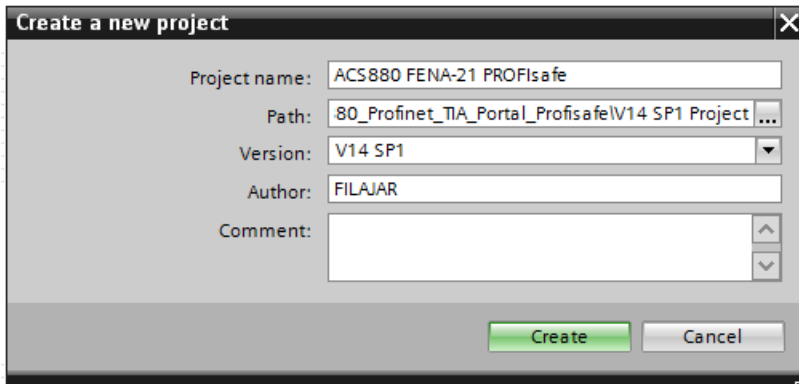 Create a new project
Project name: ACS880 FENA-21 PROFIsafe
Path: 80_Profinet_TIA_Portal_Profisafe\V14 SP1 Project ...
Version: V14 SP1
Author: FILAJAR
Comment:
Create Cancel